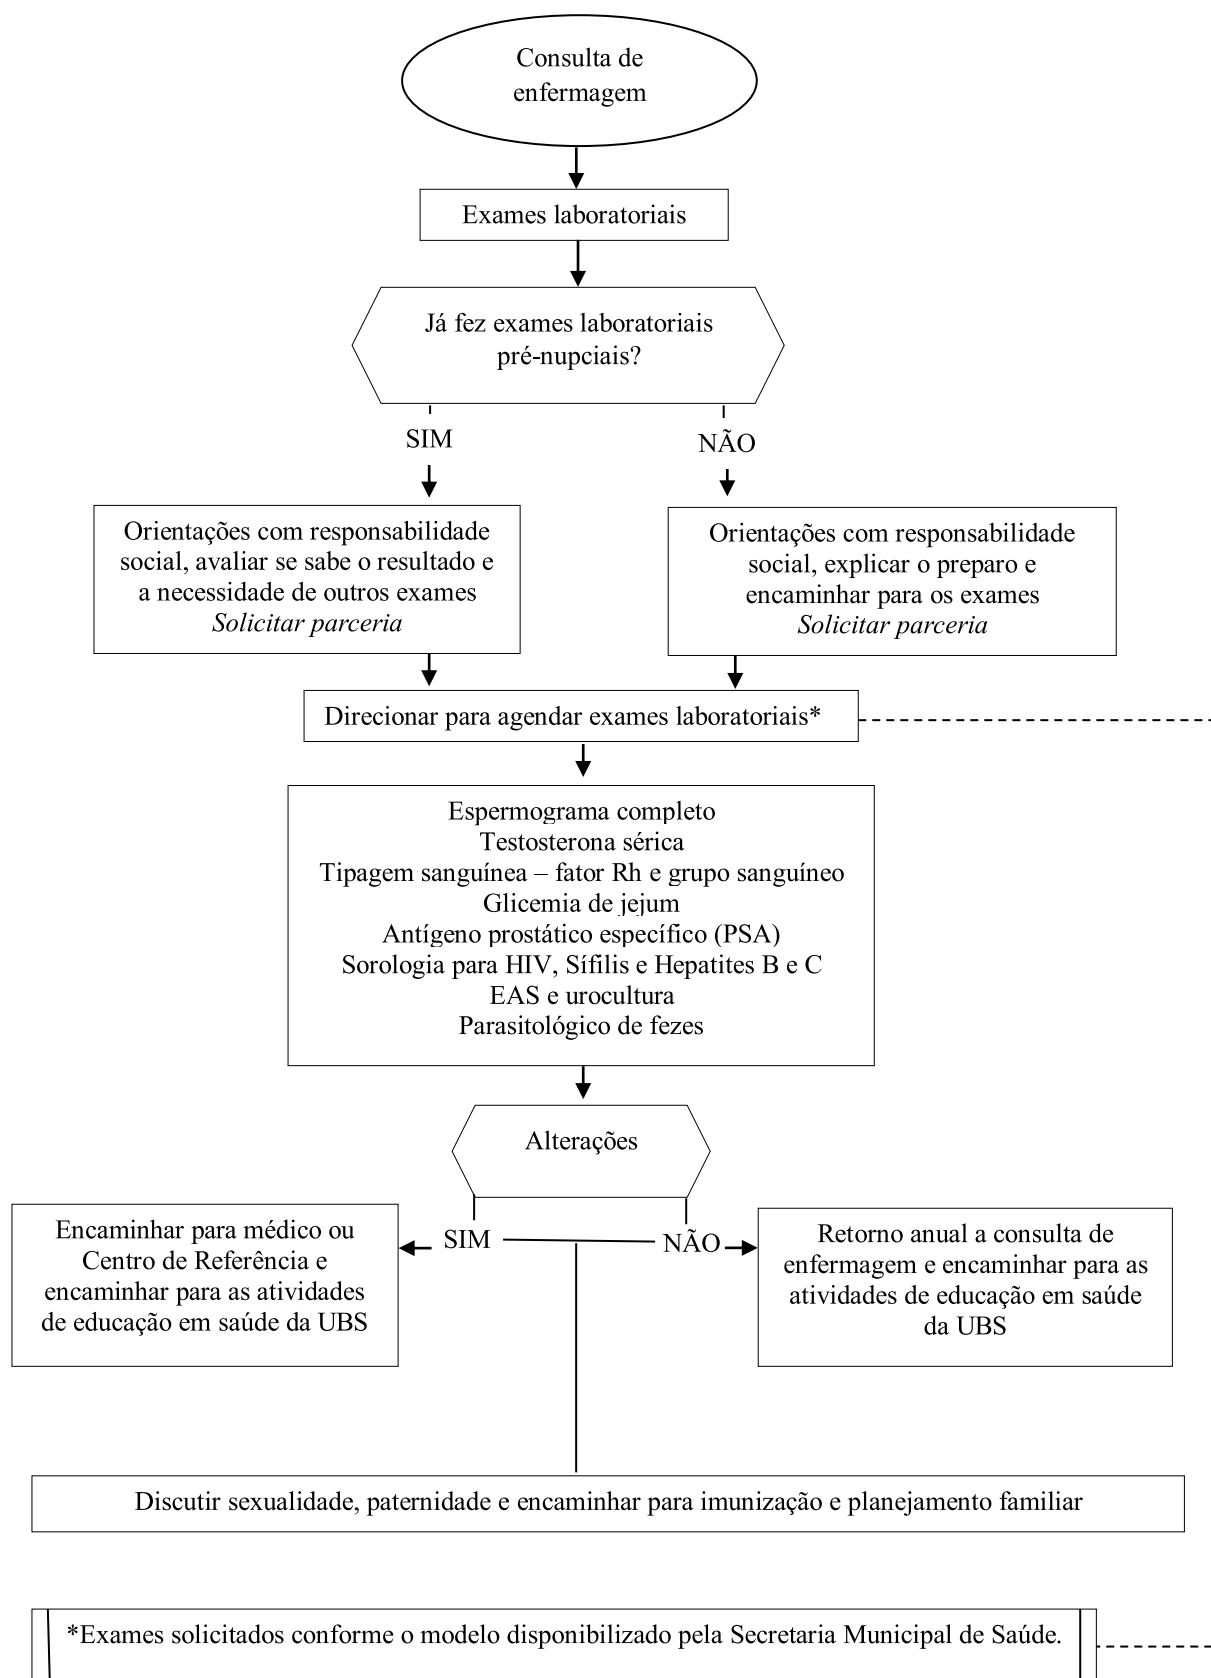 Consulta de
enfermagem
Exames laboratoriais
Já fez exames laboratoriais
pré-nupciais?
SIM
NÃO
Orientações com responsabilidade
social, avaliar se sabe o resultado e
a necessidade de outros exames
Solicitar parceria
Orientações com responsabilidade
social, explicar o preparo e
encaminhar para os exames
Solicitar parceria
Direcionar para agendar exames laboratoriais*
Espermograma completo
Testosterona sérica
Tipagem sanguínea – fator Rh e grupo sanguíneo
Glicemia de jejum
Antígeno prostático específico (PSA)
Sorologia para HIV, Sífilis e Hepatites B e C
EAS e urocultura
Parasitológico de fezes
Alterações
SIM
NÃO
Encaminhar para médico ou
Centro de Referência e
encaminhar para as atividades
de educação em saúde da UBS
Retorno anual a consulta de
enfermagem e encaminhar para as
atividades de educação em saúde
da UBS
Discutir sexualidade, paternidade e encaminhar para imunização e planejamento familiar
*Exames solicitados conforme o modelo disponibilizado pela Secretaria Municipal de Saúde.